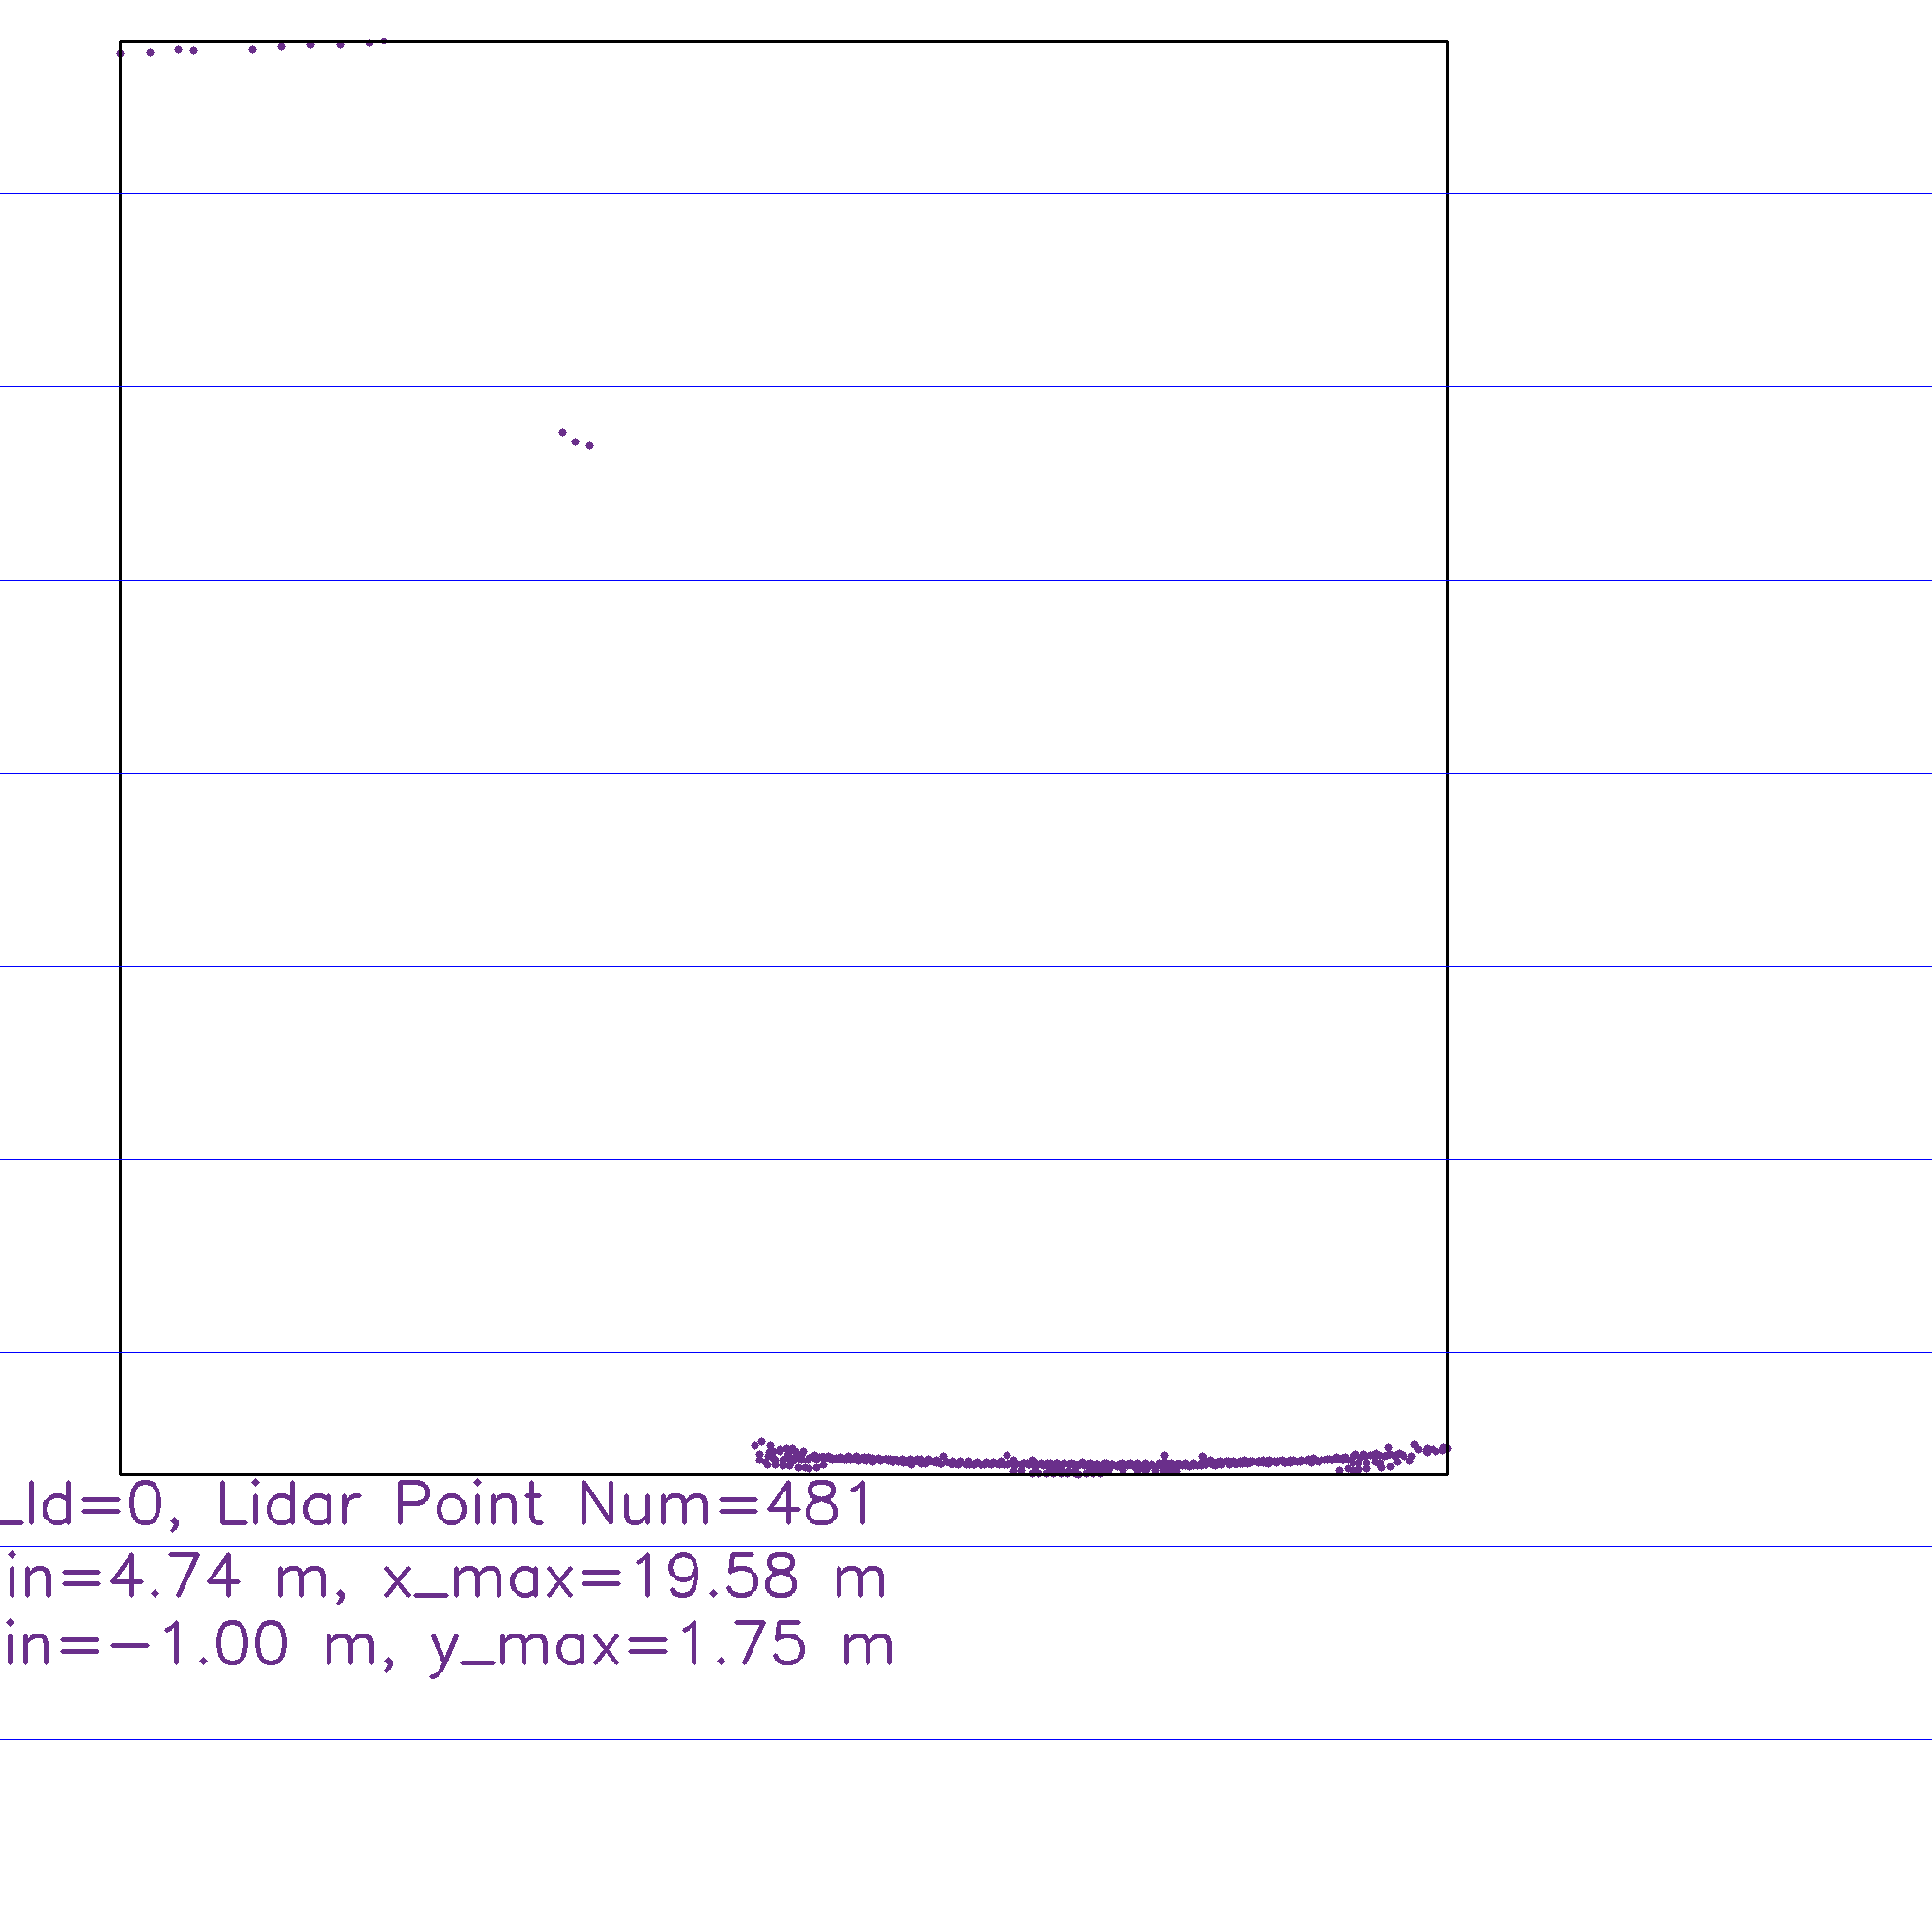 _Id=0, Lidar Point Num=481
in=4.74 m, x_max=19.58 m
in=-1.00 m, y_max=1.75 m